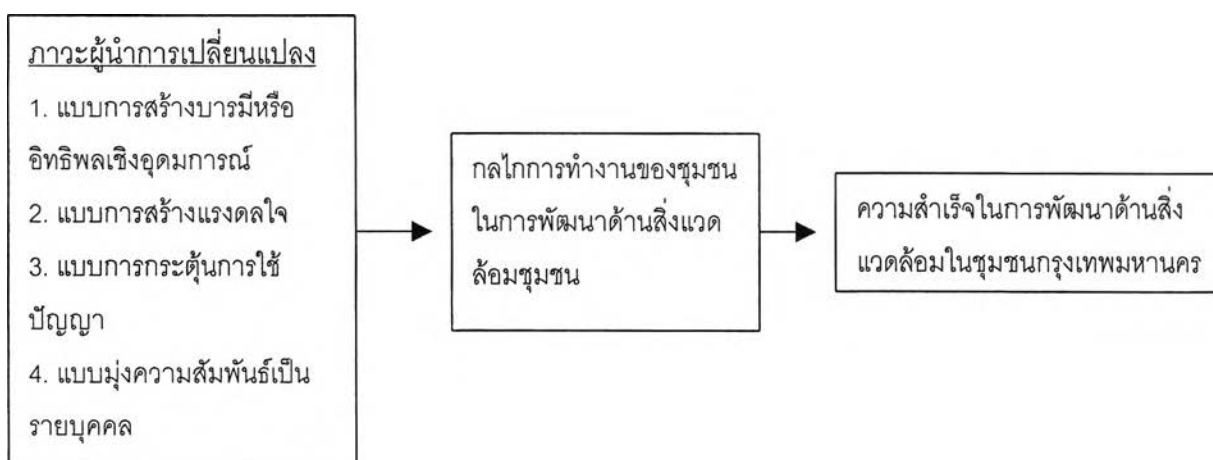 ภาวะผู้นำการเปลี่ยนแปลง
1. แบบการสร้างบารมีหรือ
อิทธิพลเชิงอุดมการณ์
2. แบบการสร้างแรงดลใจ
3. แบบการกระตุ้นการใช้
ปัญญา
4. แบบมุ่งความสัมพันธ์เป็น
รายบุคคล
กลไกการทำงานของชุมชน
ในการพัฒนาด้านสิ่งแวด
ล้อมชุมชน
ความสำเร็จในการพัฒนาด้านสิ่ง
แวดล้อมในชุมชนกรุงเทพมหานคร